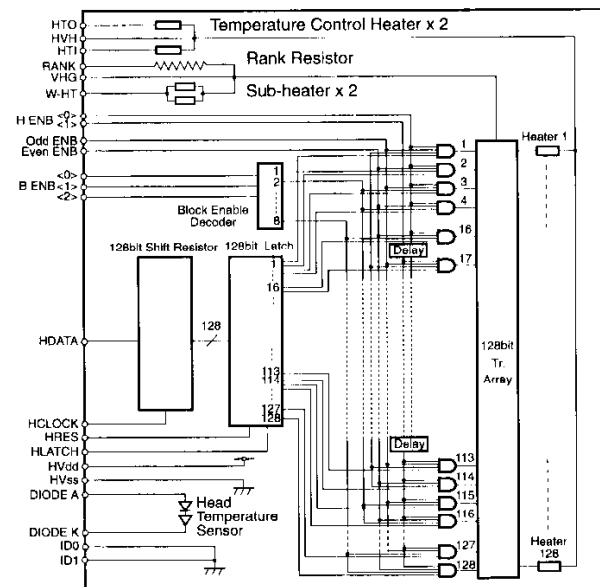 HTO
Temperature Control Heater x 2
HVH
HTI
RANK
Rank Resistor
VHG
W-HT
Sub-heater x 2
H ENB <0>
<1>
Odd ENB
Even ENB
<0>
B ENB <1>
<2>
1
2
8
Block Enable
Decoder
128bit Shift Resistor
128bit Latch
1
16
113
114
127
128
128
HDATA
HCLOCK
HRES
HLATCH
HVdd
HVss
DIODE A
Head
Temperature
Sensor
DIODE K
ID0
ID1
Delay
Delay
1
2
3
4
16
17
113
114
115
116
127
128
128bit
Tr.
Array
Heater 1
Heater
128